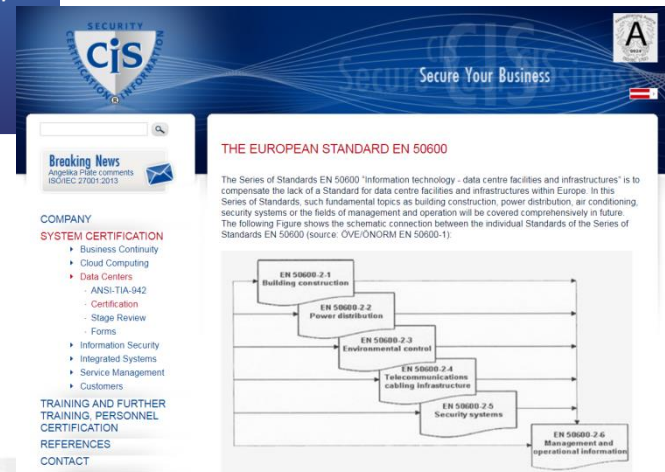 SECURITY
CERTIFICATION
INFORMATION
CiS
Secure Your Business
A
Breaking News
Angelika Plate comments
ISO/IEC 27001:2013
COMPANY
SYSTEM CERTIFICATION
Business Continuity
Cloud Computing
Data Centers
ANSI-TIA-942
Certification
Stage Review
Forms
Information Security
Integrated Systems
Service Management
Customers
TRAINING AND FURTHER
TRAINING, PERSONNEL
CERTIFICATION
REFERENCES
CONTACT
THE EUROPEAN STANDARD EN 50600
The Series of Standards EN 50600 "Information technology - data centre facilities and infrastructures" is to
compensate the lack of a Standard for data centre facilities and infrastructures within Europe. In this
Series of Standards, such fundamental topics as building construction, power distribution, air conditioning,
security systems or the fields of management and operation will be covered comprehensively in future.
The following Figure shows the schematic connection between the individual Standards of the Series of
Standards EN 50600 (source: ÖVE/ÖNORM EN 50600-1):
EN 50600-2-1
Building construction
EN 50600-2-2
Power distribution
EN 50600-2-3
Environmental control
EN 50600-2-4
Telecommunications
cabling infrastructure
EN 50600-2-5
Security systems
EN 50600-2-6
Management and
operational information